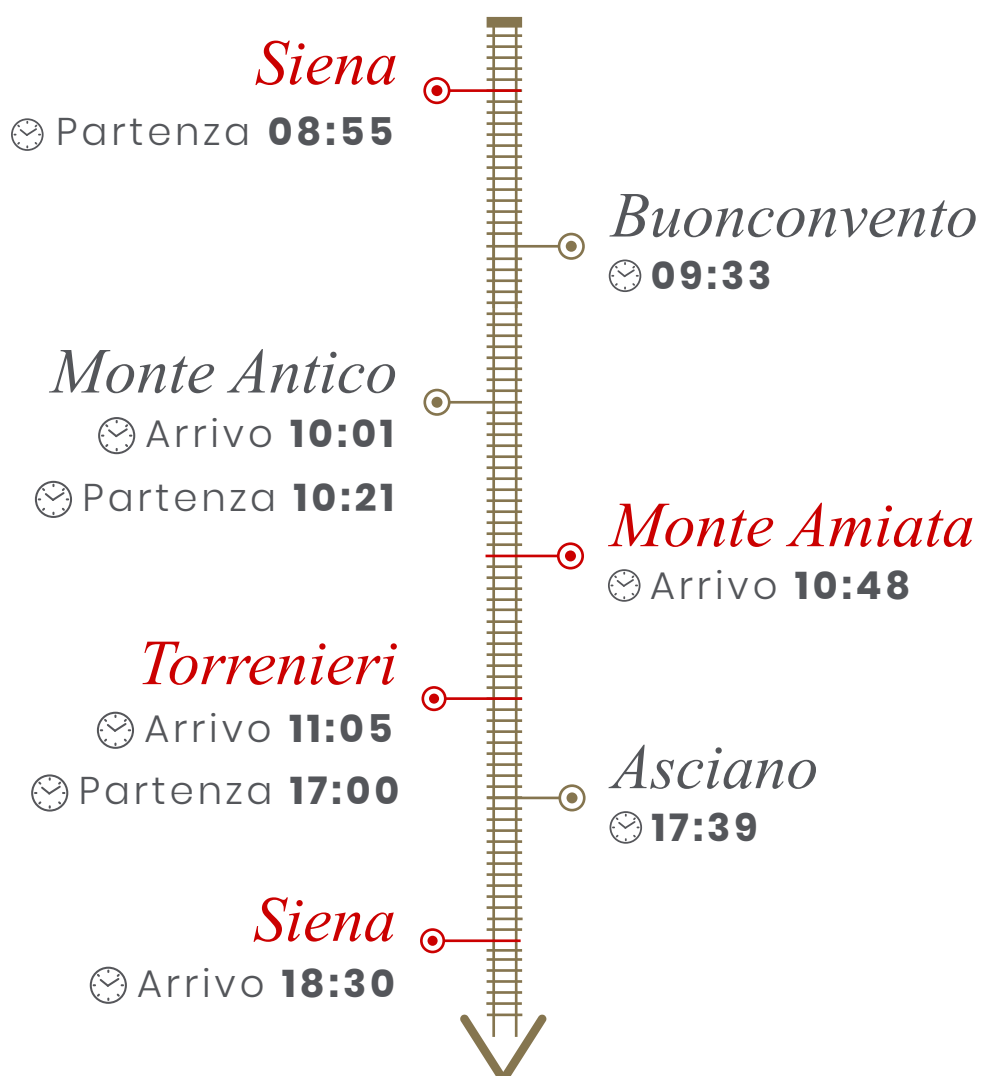 Siena
Partenza 08:55
Buonconvento
09:33
Monte Antico
Arrivo 10:01
Partenza 10:21
Monte Amiata
Arrivo 10:48
Torrenieri
Arrivo 11:05
Partenza 17:00
Asciano
17:39
Siena
Arrivo 18:30